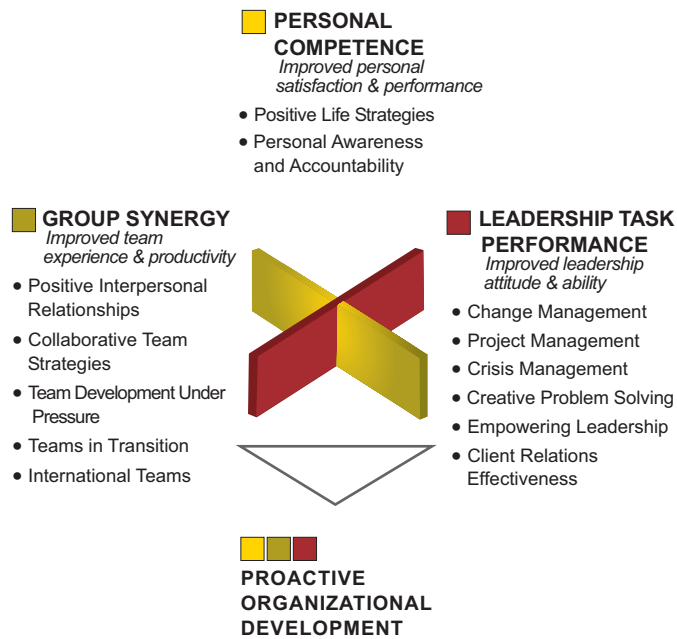 PERSONAL
COMPETENCE
Improved personal
satisfaction & performance
• Positive Life Strategies
• Personal Awareness
and Accountability
GROUP SYNERGY
Improved team
experience & productivity
• Positive Interpersonal
Relationships
• Collaborative Team
Strategies
• Team Development Under
Pressure
• Teams in Transition
• International Teams
LEADERSHIP TASK
PERFORMANCE
Improved leadership
attitude & ability
• Change Management
• Project Management
• Crisis Management
• Creative Problem Solving
• Empowering Leadership
• Client Relations
Effectiveness
PROACTIVE
ORGANIZATIONAL
DEVELOPMENT